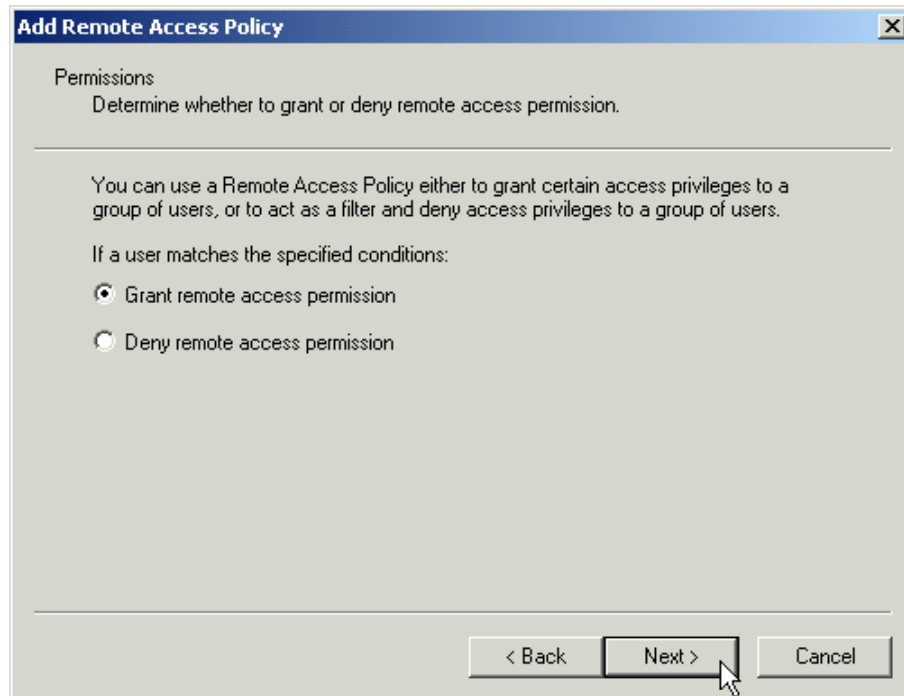 Add Remote Access Policy
Permissions
Determine whether to grant or deny remote access permission.
You can use a Remote Access Policy either to grant certain access privileges to a
group of users, or to act as a filter and deny access privileges to a group of users.
If a user matches the specified conditions:
Grant remote access permission
Deny remote access permission
< Back Next > Cancel